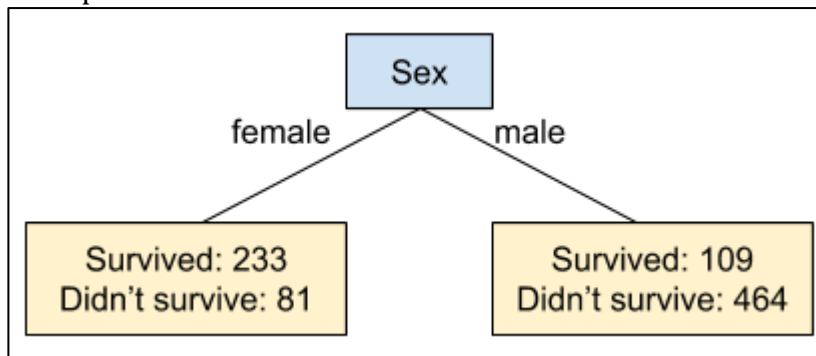 Sex
female
male
Survived: 233
Didn't survive: 81
Survived: 109
Didn't survive: 464